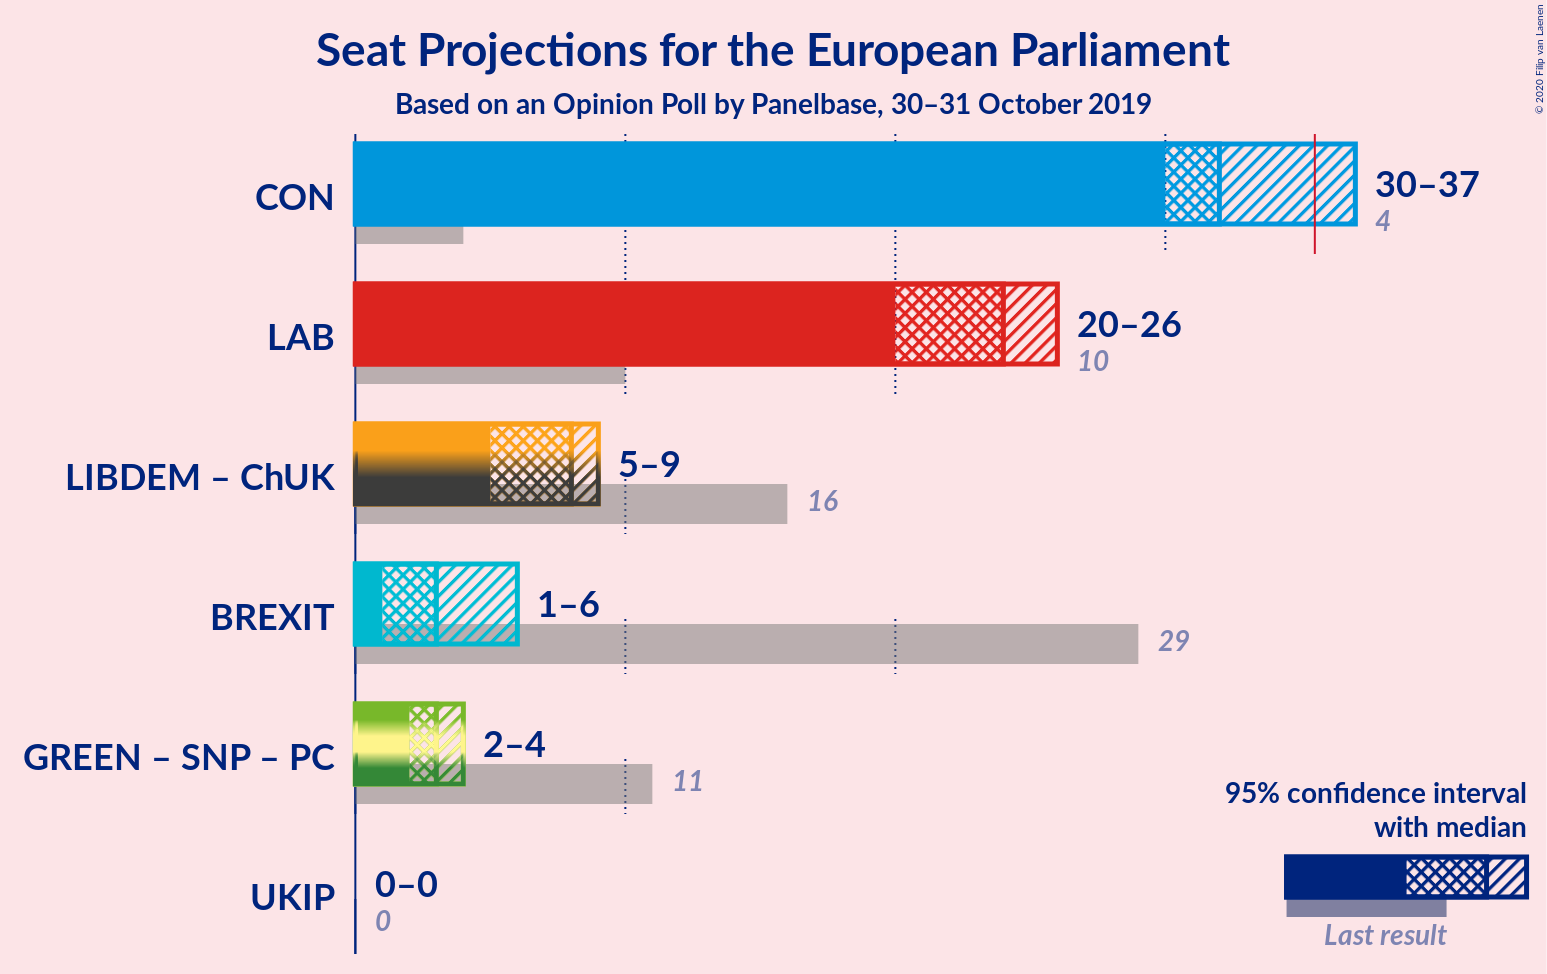 Seat Projections for the European Parliament
Based on an Opinion Poll by Panelbase, 30–31 October 2019
© 2020 Filip van Laenen
CON
30–37
4
LAB
20–26
10
LIBDEM – ChUK
5–9
16
BREXIT
1–6
29
GREEN – SNP – PC
2–4
11
UKIP
0–0
0
95% confidence interval
with median
Last result